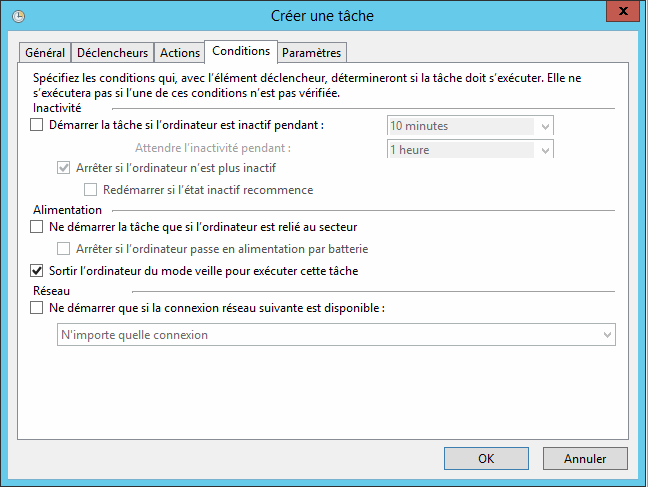 Créer une tâche
Général Déclencheurs Actions Conditions Paramètres
Spécifiez les conditions qui, avec l'élément déclencheur, détermineront si la tâche doit s'exécuter. Elle ne
s'exécutera pas si l'une de ces conditions n'est pas vérifiée.
Inactivité
Démarrer la tâche si l'ordinateur est inactif pendant : 10 minutes
Attendre l'inactivité pendant : 1 heure
Arrêter si l'ordinateur n'est plus inactif
Redémarrer si l'état inactif recommence
Alimentation
Ne démarrer la tâche que si l'ordinateur est relié au secteur
Arrêter si l'ordinateur passe en alimentation par batterie
Sortir l'ordinateur du mode veille pour exécuter cette tâche
Réseau
Ne démarrer que si la connexion réseau suivante est disponible :
N'importe quelle connexion
OK Annuler